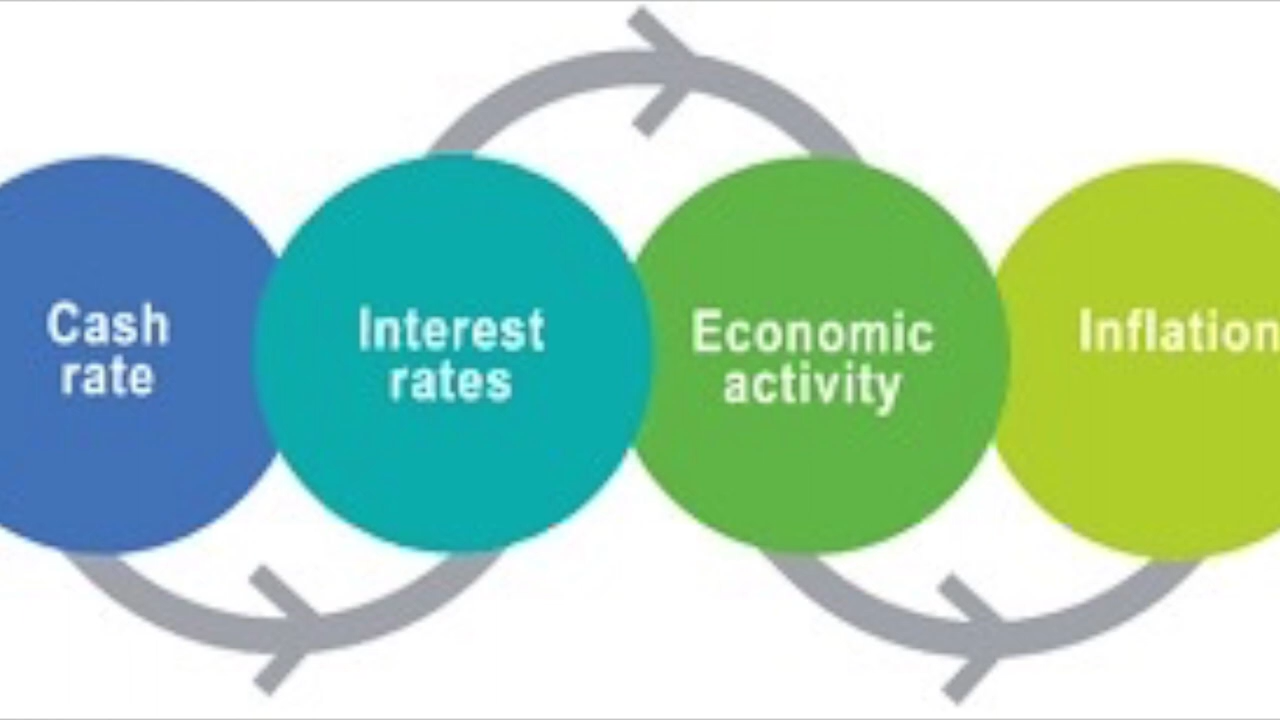 Cash
rate
Interest
rates
Economic
activity
Inflation